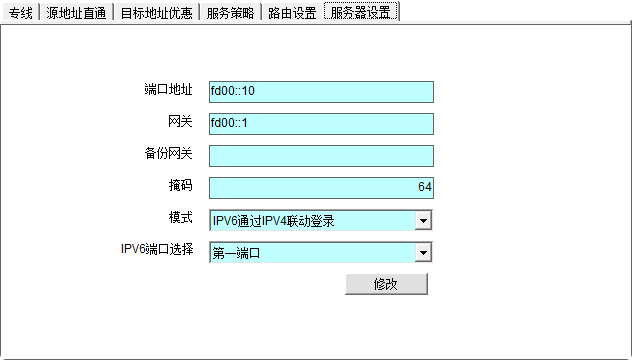 专线 源地址直通 目标地址优惠 服务策略 路由设置 服务器设置
端口地址 fd00::10
网关 fd00::1
备份网关
掩码 64
模式 IPV6通过IPV4联动登录
IPV6端口选择 第一端口
修改